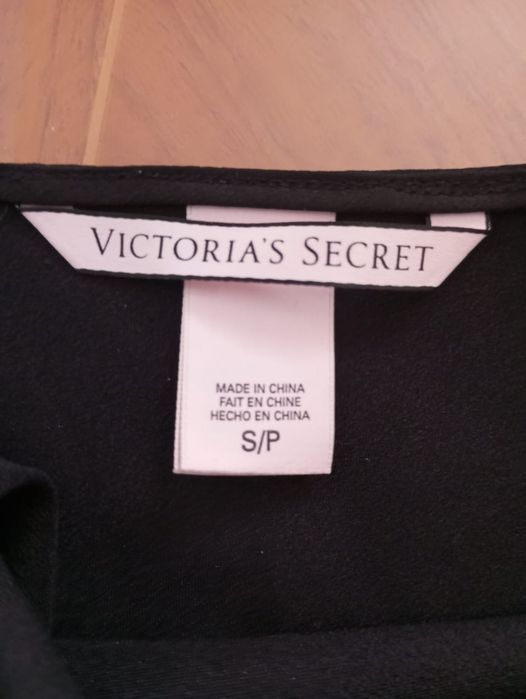 VICTORIA'S SECRET
MADE IN CHINA
FAIT EN CHINE
HECHO EN CHINA
S/P